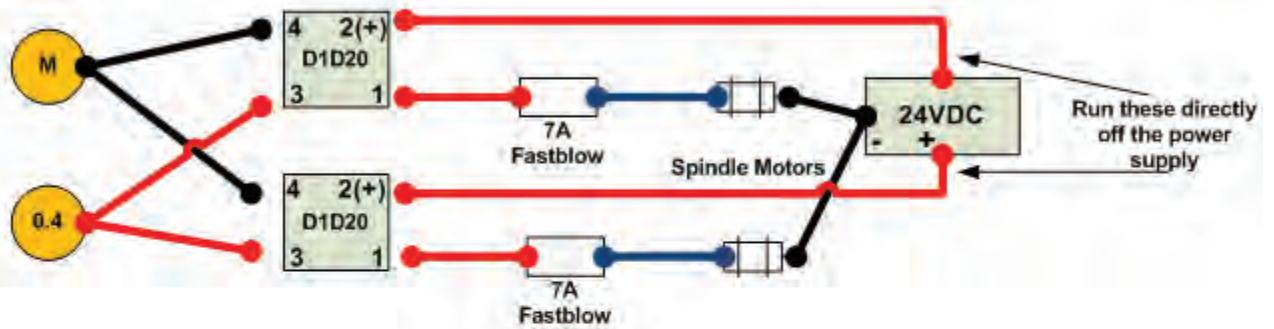 4 2(+)
D1D20
3 1
M
7A
Fastblow
24VDC
- +
Run these directly
off the power
supply
Spindle Motors
4 2(+)
D1D20
3 1
0.4
7A
Fastblow